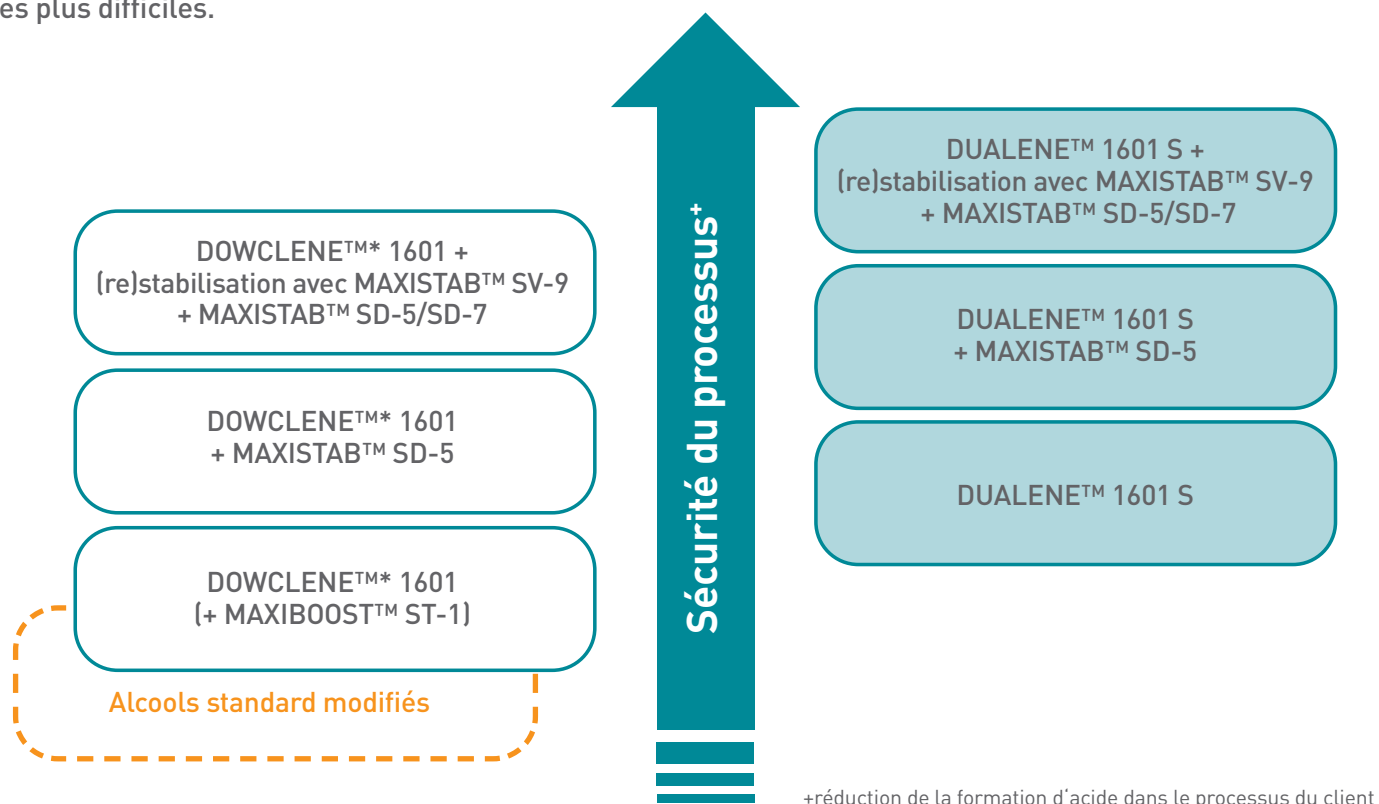 es plus difficiles.
DOWCLENE™* 1601 +
(re)stabilisation avec MAXISTAB™ SV-9
+ MAXISTAB™ SD-5/SD-7
DOWCLENE™* 1601
+ MAXISTAB™ SD-5
DOWCLENE™* 1601
(+ MAXIBOOST™ ST-1)
Alcools standard modifiés
Sécurité du processus+
DUALENE™ 1601 S +
(re)stabilisation avec MAXISTAB™ SV-9
+ MAXISTAB™ SD-5/SD-7
DUALENE™ 1601 S
+ MAXISTAB™ SD-5
DUALENE™ 1601 S
+réduction de la formation d'acide dans le processus du client